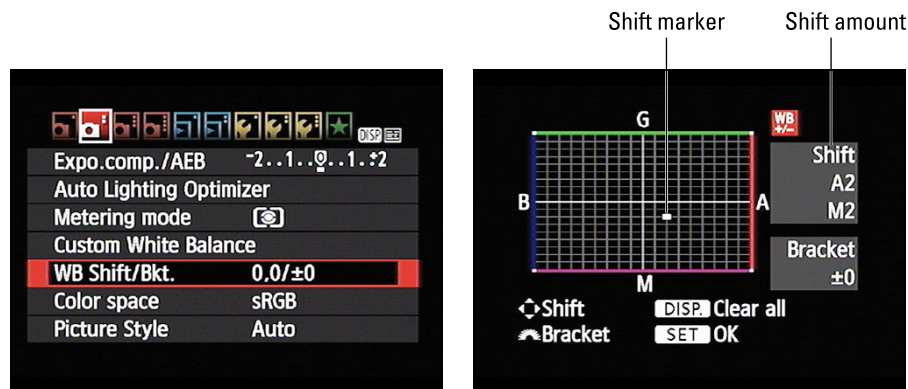 Shift marker
Shift amount
DISP.
Expo.comp./AEB -2..1..0..1..+2
Auto Lighting Optimizer
Metering mode
Custom White Balance
WB Shift/Bkt. 0,0/±0
Color space sRGB
Picture Style Auto
G
WB
+/-
B
A
M
Shift
A2
M2
Bracket
±0
Shift
DISP. Clear all
Bracket
SET OK